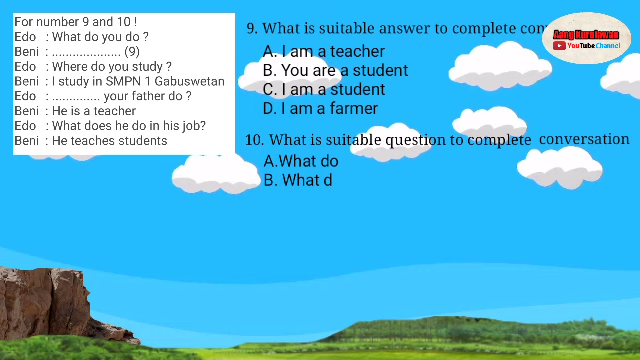 For number 9 and 10 !
Edo : What do you do ?
Beni : .................... (9)
Edo : Where do you study ?
Beni : I study in SMPN 1 Gabuswetan
Edo : .............. your father do ?
Beni : He is a teacher
Edo : What does he do in his job?
Beni : He teaches students
9. What is suitable answer to complete con
A. I am a teacher
B. You are a student
C. I am a student
D. I am a farmer
10. What is suitable question to complete conversation
A.What do
B. What d
Aang Kurniawan
YouTube Channel